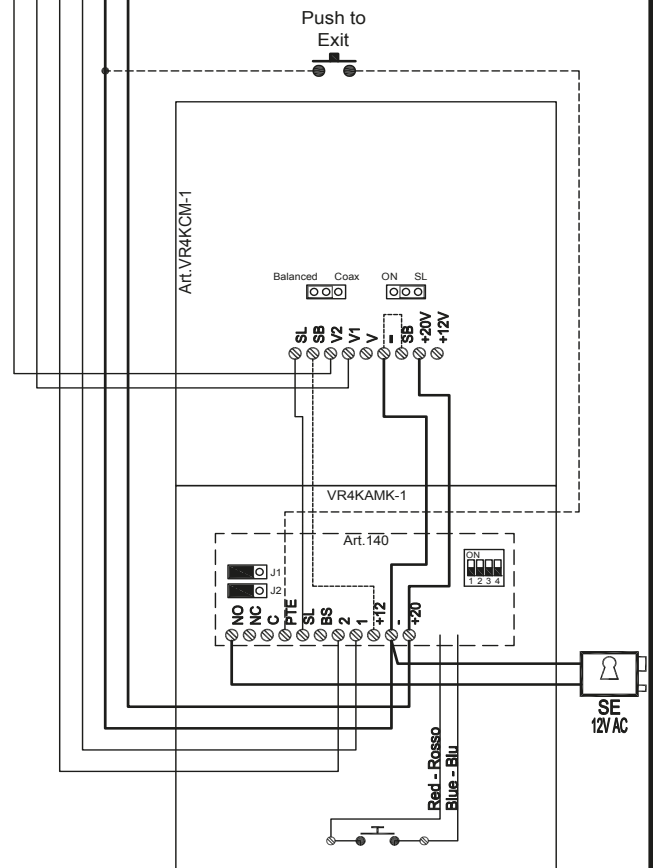 Push to
Exit
Art.VR4KCM-1
Balanced Coax ON SL
SL SB V2 V1 V - SB +20V +12V
VR4KAMK-1
Art.140
ON
1 2 3 4
J1
J2
NO NC C PTE SL BS 2 1 +12 - +20
SE
12V AC
Red - Rosso
Blue - Blu